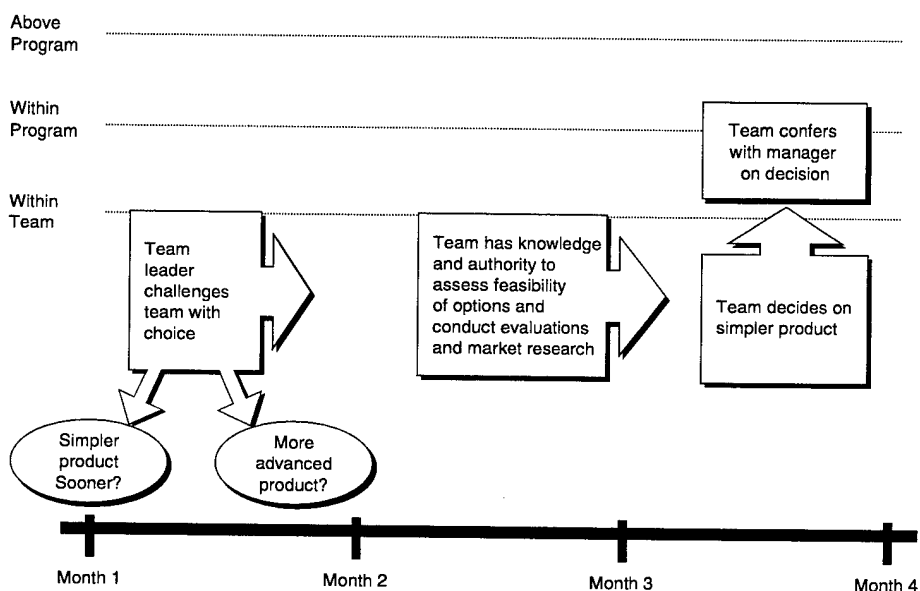 Above
Program
Within
Program
Team confers
with manager
on decision
Within
Team
Team
leader
challenges
team with
choice
Team has knowledge
and authority to
assess feasibility
of options and
conduct evaluations
and market research
Team decides on
simpler product
Simpler
product
Sooner?
More
advanced
product?
Month 1
Month 2
Month 3
Month 4